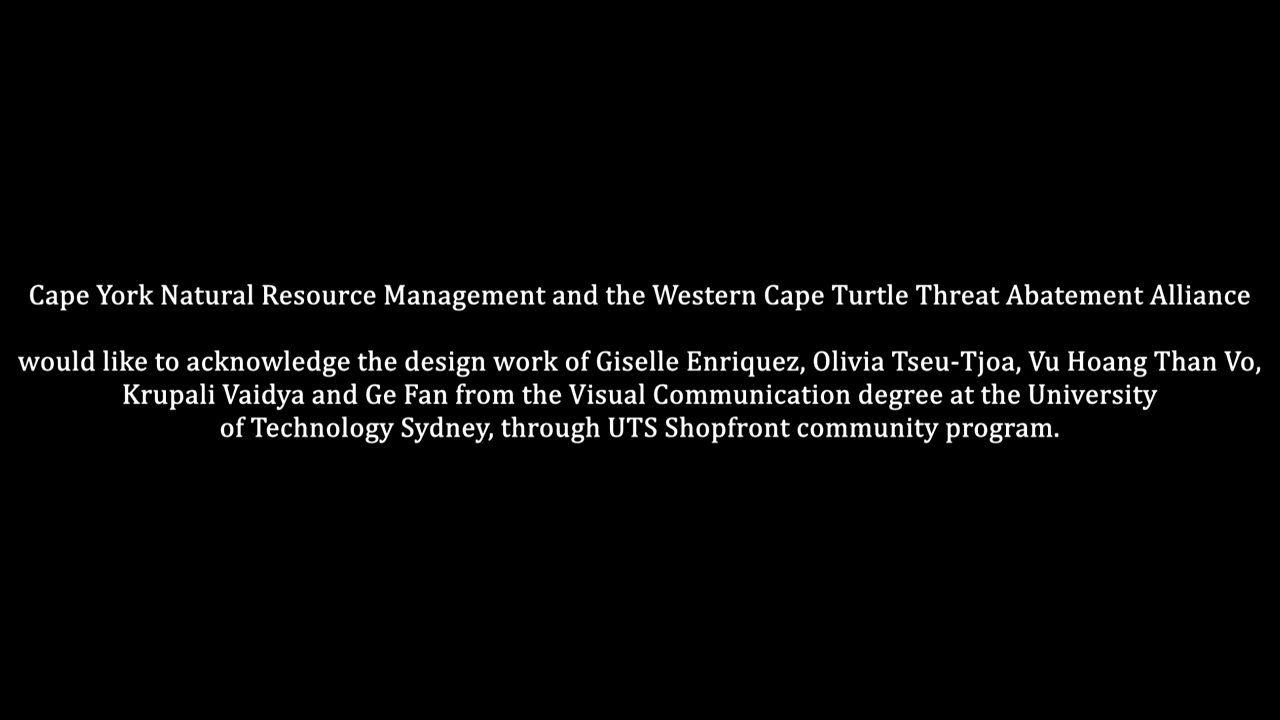 Cape York Natural Resource Management and the Western Cape Turtle Threat Abatement Alliance
would like to acknowledge the design work of Giselle Enriquez, Olivia Tseu-Tjoa, Vu Hoang Than Vo,
Krupali Vaidya and Ge Fan from the Visual Communication degree at the University
of Technology Sydney, through UTS Shopfront community program.